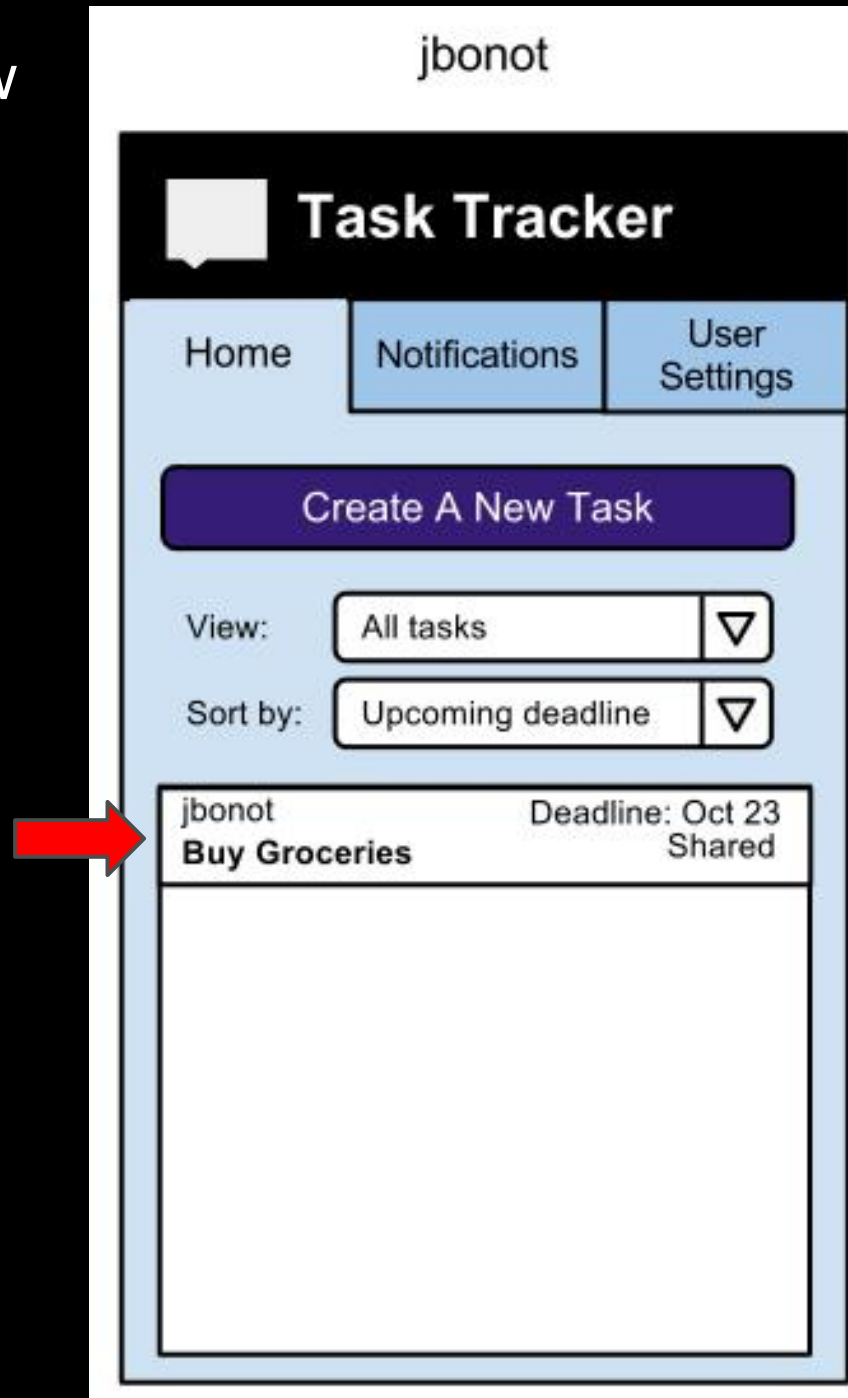 jbonot
Task Tracker
Home
Notifications
User
Settings
Create A New Task
View:
All tasks
Sort by:
Upcoming deadline
jbonot
Deadline: Oct 23
Buy Groceries
Shared